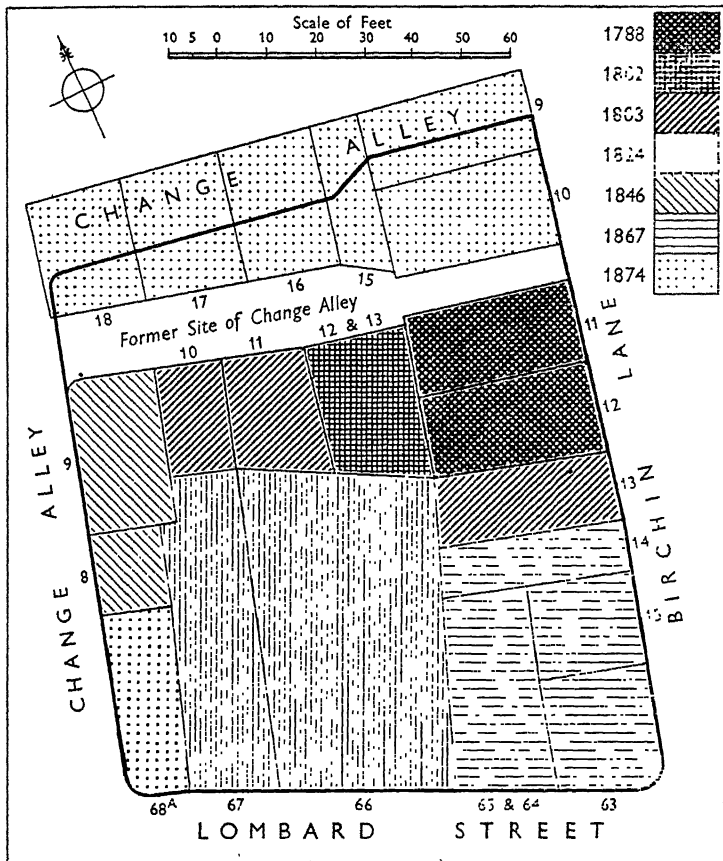 Scale of Feet
10 5 0 10 20 30 40 50 60
1788
1802
1803
1824
1846
1867
1874
CHANGE ALLEY
9
10
18
17
16
15
Former Site of Change Alley
10
11
12 & 13
11
12
13
14
15
BIRCHIN LANE
9
8
CHANGE ALLEY
68A
67
66
65 & 64
63
LOMBARD STREET